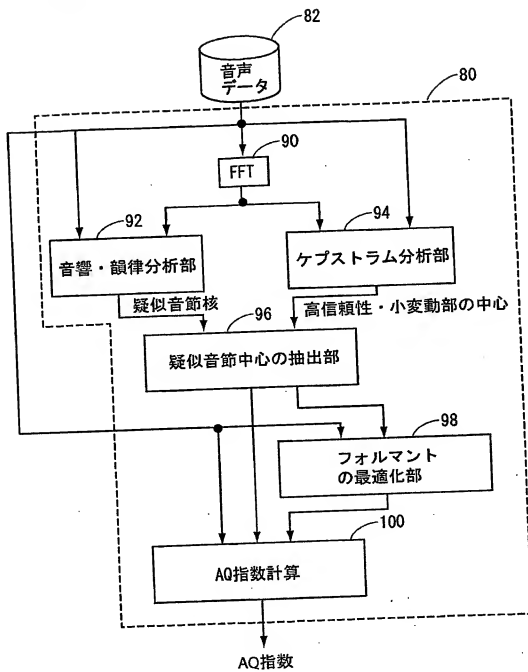 82
音声
データ
80
90
FFT
92
94
音響・韻律分析部
ケプストラム分析部
疑似音節核
高信頼性・小変動部の中心
96
疑似音節中心の抽出部
98
フォルマント
の最適化部
100
AQ指数計算
AQ指数